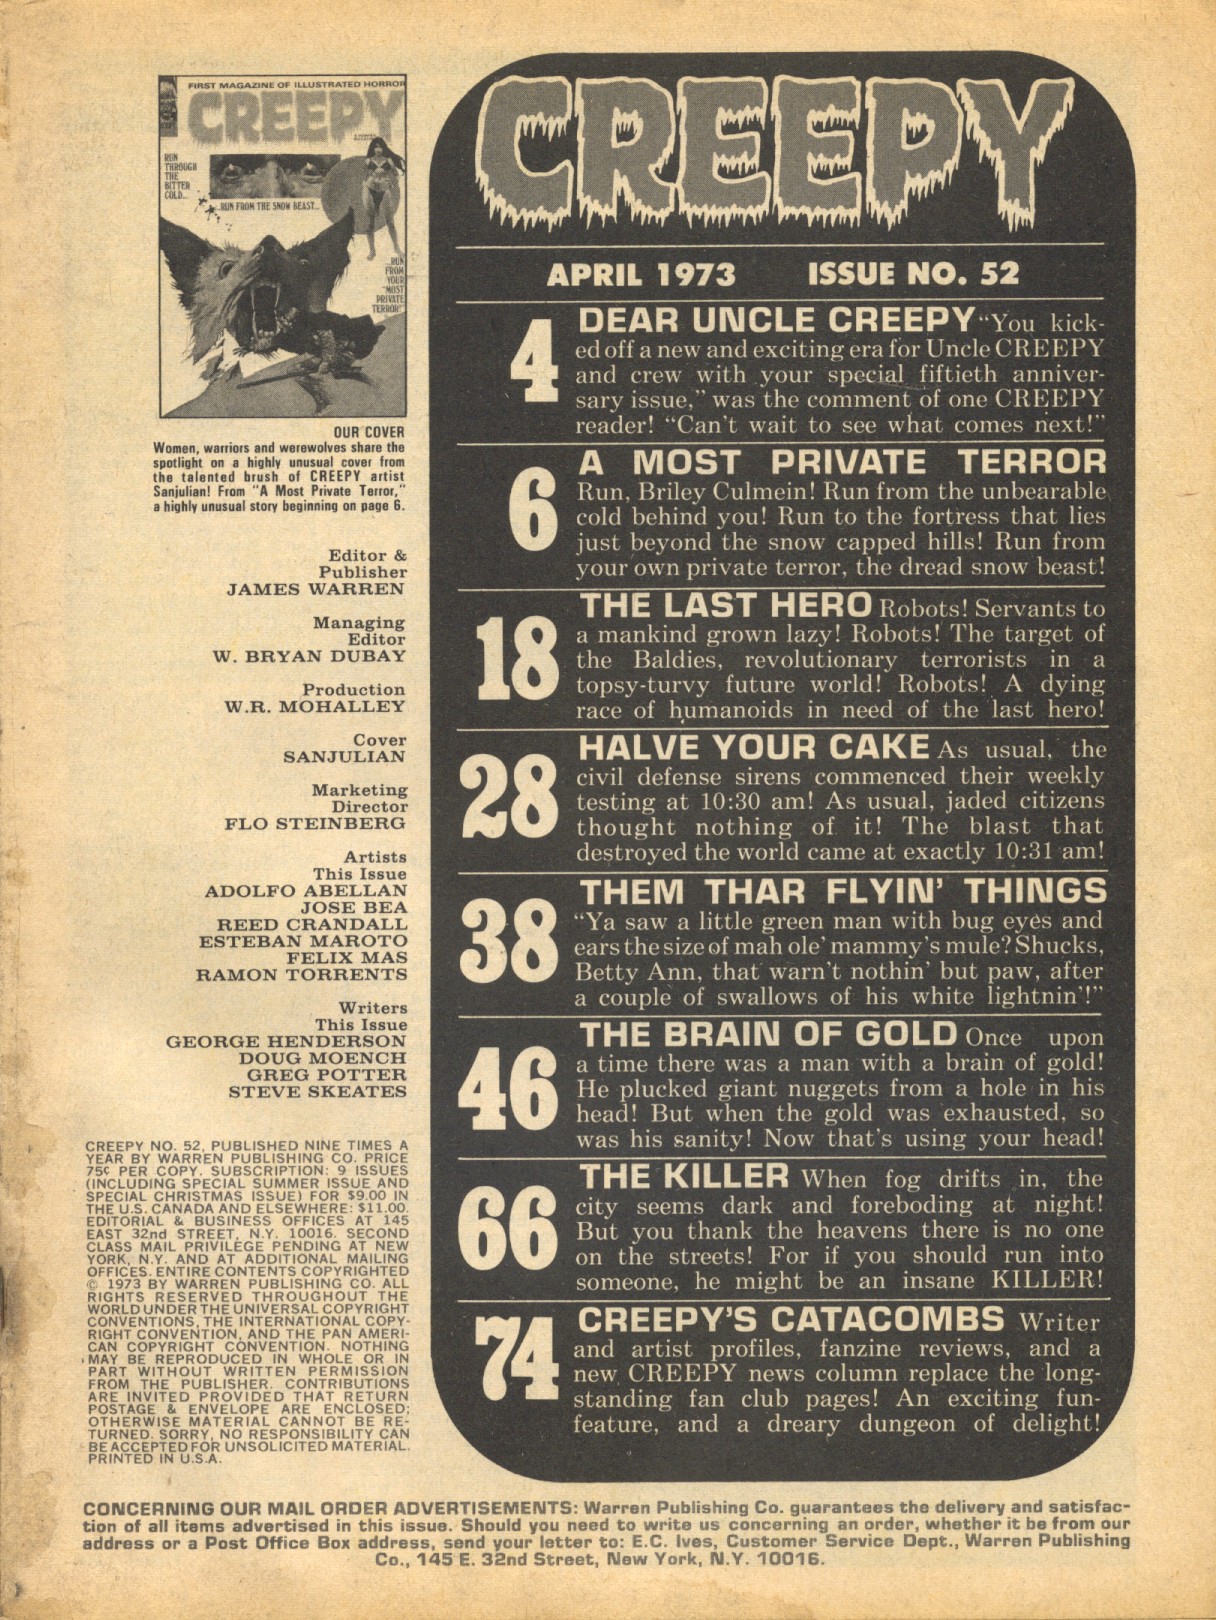 FIRST MAGAZINE OF ILLUSTRATED HORROR
CREEPY
RUN
THROUGH
THE
BITTER
COLD...
...RUN FROM THE SNOW BEAST...
RUN
FROM
YOUR
"MOST
PRIVATE
TERROR!"
OUR COVER
Women, warriors and werewolves share the
spotlight on a highly unusual cover from
the talented brush of CREEPY artist
Sanjulian! From "A Most Private Terror,"
a highly unusual story beginning on page 6.
Editor &
Publisher
JAMES WARREN
Managing
Editor
W. BRYAN DUBAY
Production
W.R. MOHALLEY
Cover
SANJULIAN
Marketing
Director
FLO STEINBERG
Artists
This Issue
ADOLFO ABELLAN
JOSE BEA
REED CRANDALL
ESTEBAN MAROTO
FELIX MAS
RAMON TORRENTS
Writers
This Issue
GEORGE HENDERSON
DOUG MOENCH
GREG POTTER
STEVE SKEATES
CREEPY NO. 52, PUBLISHED NINE TIMES A
YEAR BY WARREN PUBLISHING CO. PRICE
75¢ PER COPY. SUBSCRIPTION: 9 ISSUES
(INCLUDING SPECIAL SUMMER ISSUE AND
SPECIAL CHRISTMAS ISSUE) FOR $9.00 IN
THE U.S. CANADA AND ELSEWHERE: $11.00.
EDITORIAL & BUSINESS OFFICES AT 145
EAST 32nd STREET, N.Y. 10016. SECOND
CLASS MAIL PRIVILEGE PENDING AT NEW
YORK, N.Y. AND AT ADDITIONAL MAILING
OFFICES. ENTIRE CONTENTS COPYRIGHTED
© 1973 BY WARREN PUBLISHING CO. ALL
RIGHTS RESERVED THROUGHOUT THE
WORLD UNDER THE UNIVERSAL COPYRIGHT
CONVENTIONS, THE INTERNATIONAL COPY-
RIGHT CONVENTION, AND THE PAN AMERI-
CAN COPYRIGHT CONVENTION. NOTHING
MAY BE REPRODUCED IN WHOLE OR IN
PART WITHOUT WRITTEN PERMISSION
FROM THE PUBLISHER. CONTRIBUTIONS
ARE INVITED PROVIDED THAT RETURN
POSTAGE & ENVELOPE ARE ENCLOSED;
OTHERWISE MATERIAL CANNOT BE RE-
TURNED. SORRY, NO RESPONSIBILITY CAN
BE ACCEPTED FOR UNSOLICITED MATERIAL.
PRINTED IN U.S.A.
CREEPY
APRIL 1973 ISSUE NO. 52
4 DEAR UNCLE CREEPY "You kick-
ed off a new and exciting era for Uncle CREEPY
and crew with your special fiftieth anniver-
sary issue," was the comment of one CREEPY
reader! "Can't wait to see what comes next!"
6 A MOST PRIVATE TERROR
Run, Briley Culmein! Run from the unbearable
cold behind you! Run to the fortress that lies
just beyond the snow capped hills! Run from
your own private terror, the dread snow beast!
18 THE LAST HERO Robots! Servants to
a mankind grown lazy! Robots! The target of
the Baldies, revolutionary terrorists in a
topsy-turvy future world! Robots! A dying
race of humanoids in need of the last hero!
28 HALVE YOUR CAKE As usual, the
civil defense sirens commenced their weekly
testing at 10:30 am! As usual, jaded citizens
thought nothing of it! The blast that
destroyed the world came at exactly 10:31 am!
38 THEM THAR FLYIN' THINGS
"Ya saw a little green man with bug eyes and
ears the size of mah ole' mammy's mule? Shucks,
Betty Ann, that warn't nothin' but paw, after
a couple of swallows of his white lightnin'!"
46 THE BRAIN OF GOLD Once upon
a time there was a man with a brain of gold!
He plucked giant nuggets from a hole in his
head! But when the gold was exhausted, so
was his sanity! Now that's using your head!
66 THE KILLER When fog drifts in, the
city seems dark and foreboding at night!
But you thank the heavens there is no one
on the streets! For if you should run into
someone, he might be an insane KILLER!
74 CREEPY'S CATACOMBS Writer
and artist profiles, fanzine reviews, and a
new CREEPY news column replace the long-
standing fan club pages! An exciting fun-
feature, and a dreary dungeon of delight!
CONCERNING OUR MAIL ORDER ADVERTISEMENTS: Warren Publishing Co. guarantees the delivery and satisfac-
tion of all items advertised in this issue. Should you need to write us concerning an order, whether it be from our
address or a Post Office Box address, send your letter to: E.C. Ives, Customer Service Dept., Warren Publishing
Co., 145 E. 32nd Street, New York, N.Y. 10016.